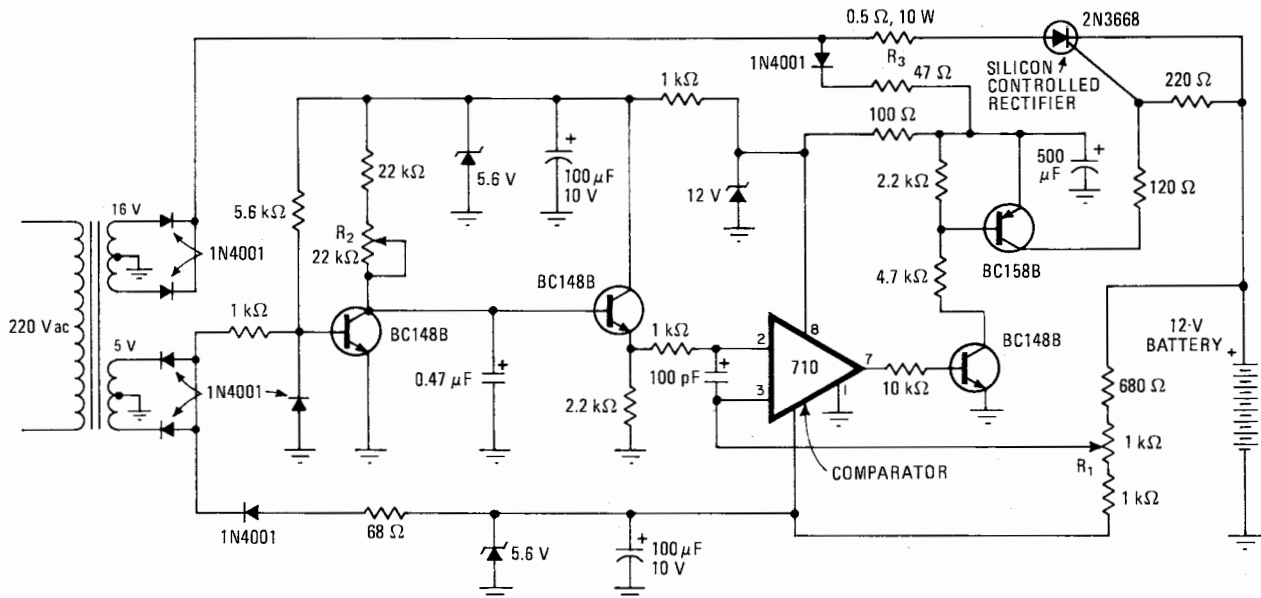 0.5 Ω, 10 W
2N3668
R3
1N4001
47 Ω
SILICON
CONTROLLED
RECTIFIER
220 Ω
1 kΩ
100 Ω
22 kΩ
5.6 V
+
100 µF
10 V
12 V
2.2 kΩ
+
500
µF
120 Ω
16 V
5.6 kΩ
R2
22 kΩ
1N4001
BC148B
BC158B
4.7 kΩ
220 Vac
1 kΩ
BC148B
1 kΩ
8
BC148B
12-V
BATTERY
+
5 V
2
710
7
+
100 pF
3
1
10 kΩ
1N4001
+
0.47 µF
2.2 kΩ
680 Ω
COMPARATOR
R1
1 kΩ
1 kΩ
1N4001
68 Ω
5.6 V
+
100 µF
10 V